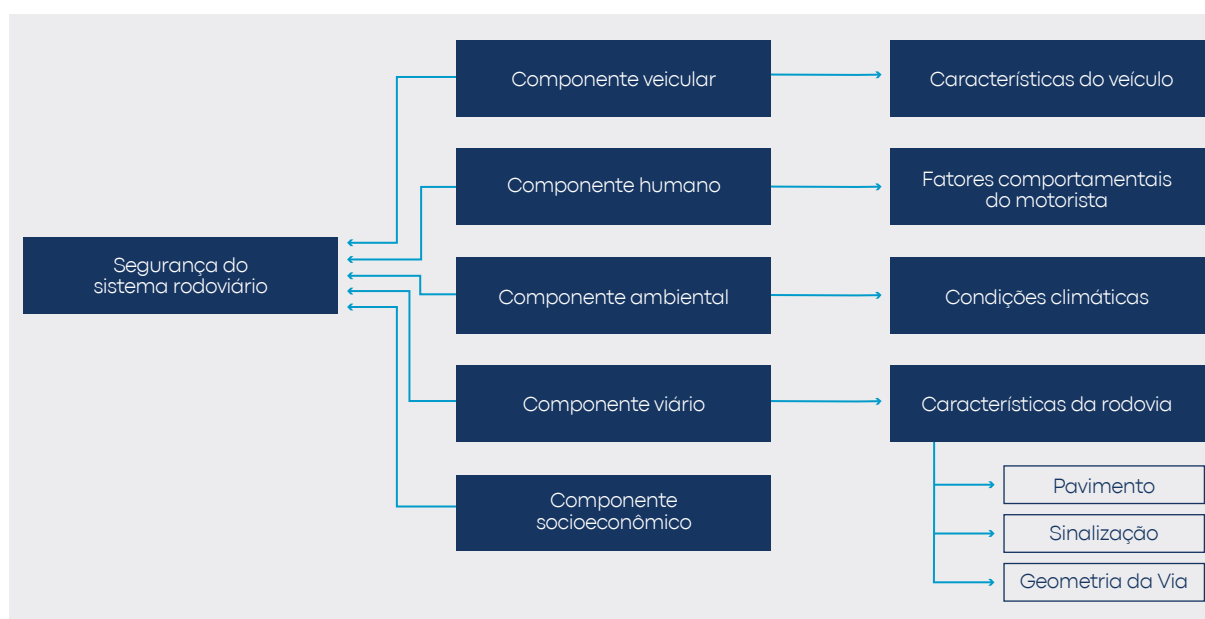 Segurança do
sistema rodoviário
Componente veicular
Características do veículo
Componente humano
Fatores comportamentais
do motorista
Componente ambiental
Condições climáticas
Componente viário
Características da rodovia
Pavimento
Sinalização
Geometria da Via
Componente
socioeconômico